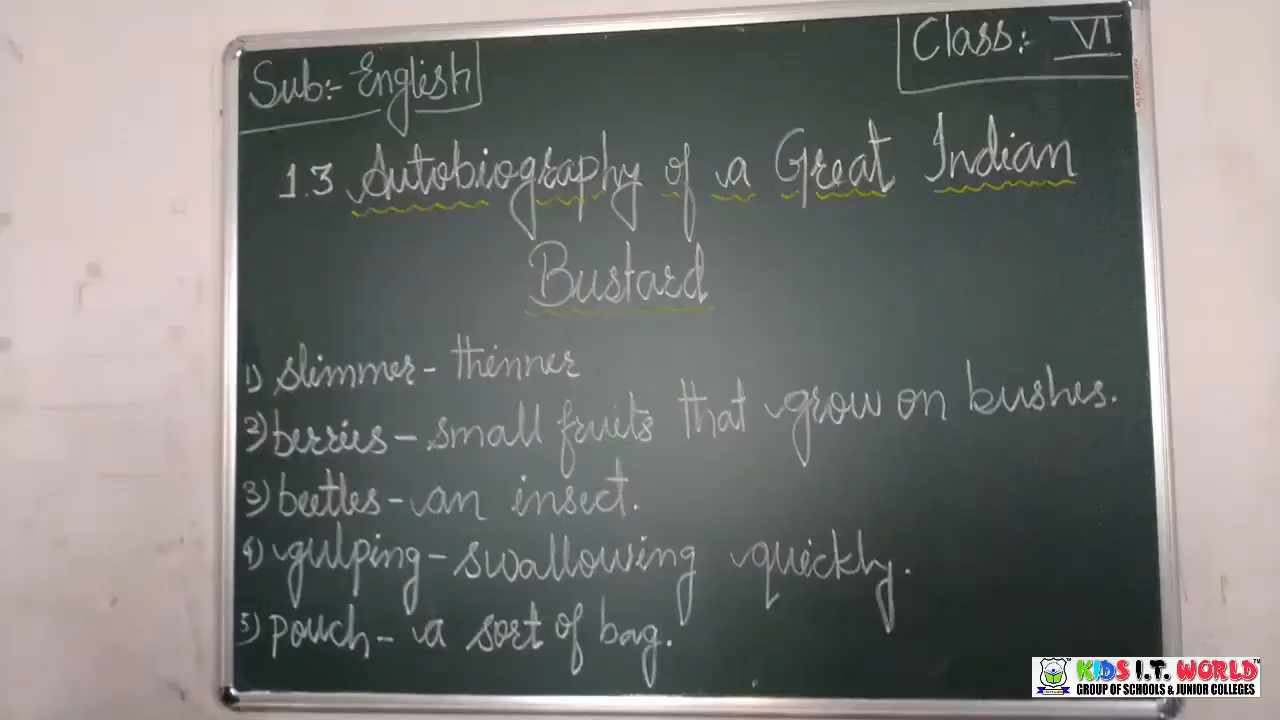 Sub:- English
Class:- VI
1.3 Autobiography of a Great Indian
Bustard
1) slimmer - thinner
2) berries - small fruits that grow on bushes.
3) beetles - an insect.
4) gulping - swallowing quickly.
5) pouch - a sort of bag.
KIDS I.T. WORLD™
GROUP OF SCHOOLS & JUNIOR COLLEGES